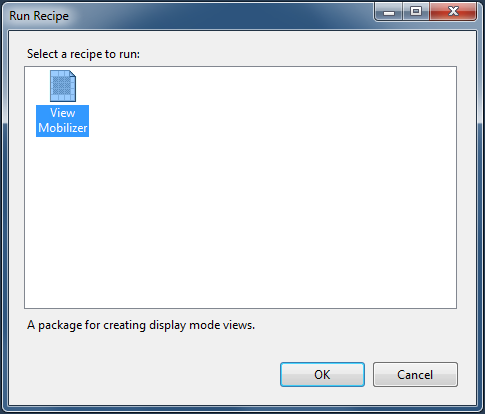 Run Recipe
Select a recipe to run:
View
Mobilizer
A package for creating display mode views.
OK
Cancel